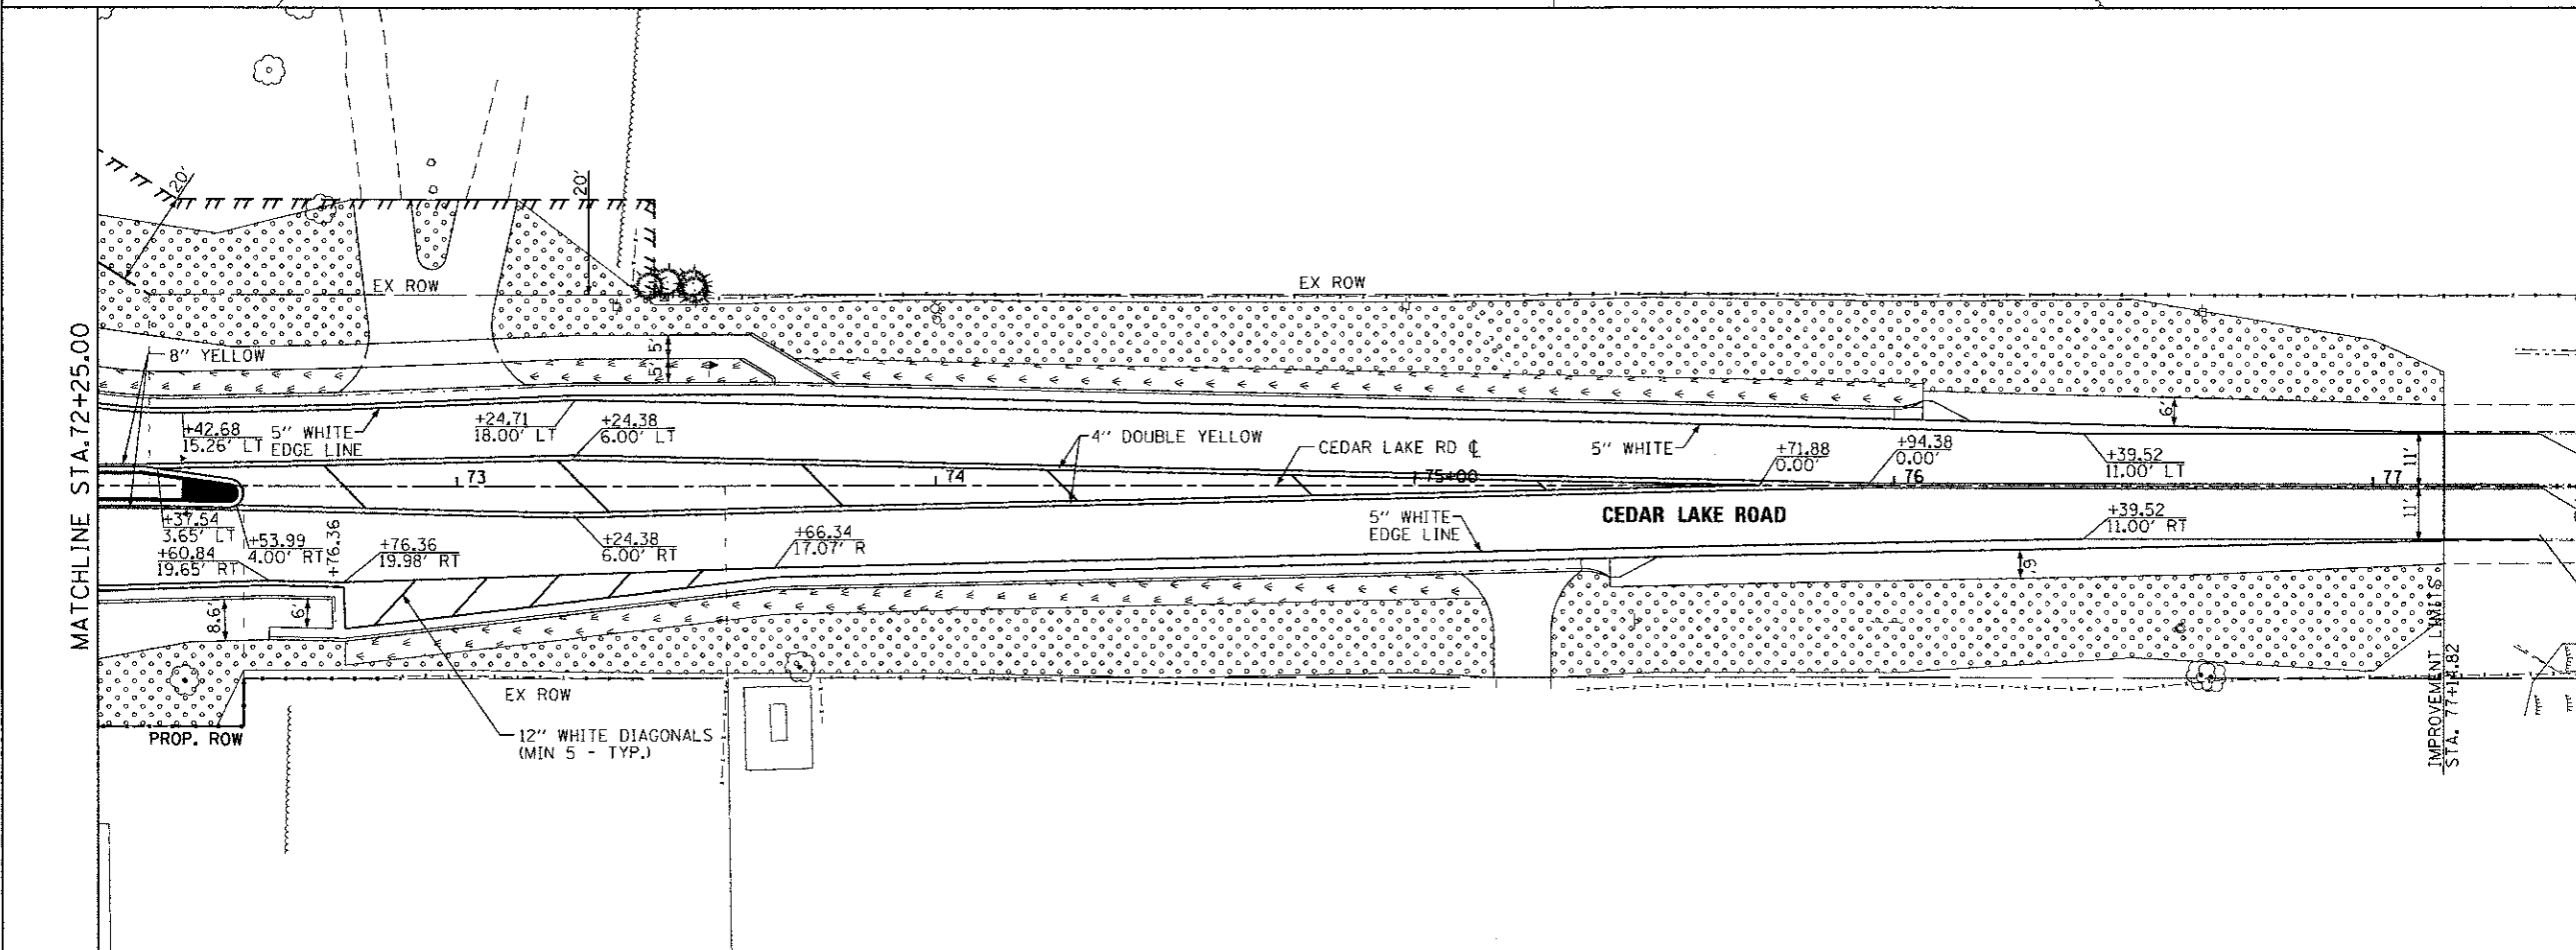 MATCHLINE STA.72+25.00
20'
20'
EX ROW
EX ROW
8" YELLOW
5'
5'
+42.68
15.26' LT
5" WHITE
EDGE LINE
+24.71
18.00' LT
+24.38
6.00' LT
4" DOUBLE YELLOW
CEDAR LAKE RD ℄
5" WHITE
+71.88
0.00'
+94.38
0.00'
+39.52
11.00' LT
6'
11'
73
74
75+00
76
77
+37.54
3.65' LT
+60.84
19.65' RT
+53.99
4.00' RT
+76.36
+76.36
19.98' RT
+24.38
6.00' RT
+66.34
17.07' R
5" WHITE
EDGE LINE
CEDAR LAKE ROAD
+39.52
11.00' RT
11'
6'
8.6'
6'
EX ROW
PROP. ROW
12" WHITE DIAGONALS
(MIN 5 - TYP.)
IMPROVEMENT LIMITS